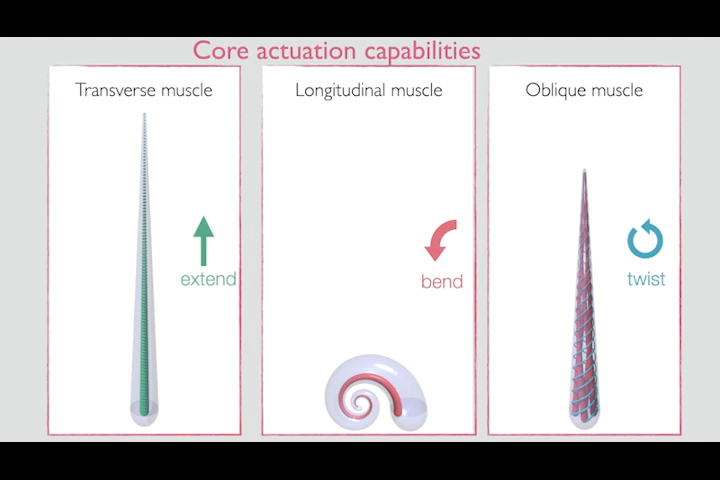 Core actuation capabilities
Transverse muscle
Longitudinal muscle
Oblique muscle
extend
bend
twist